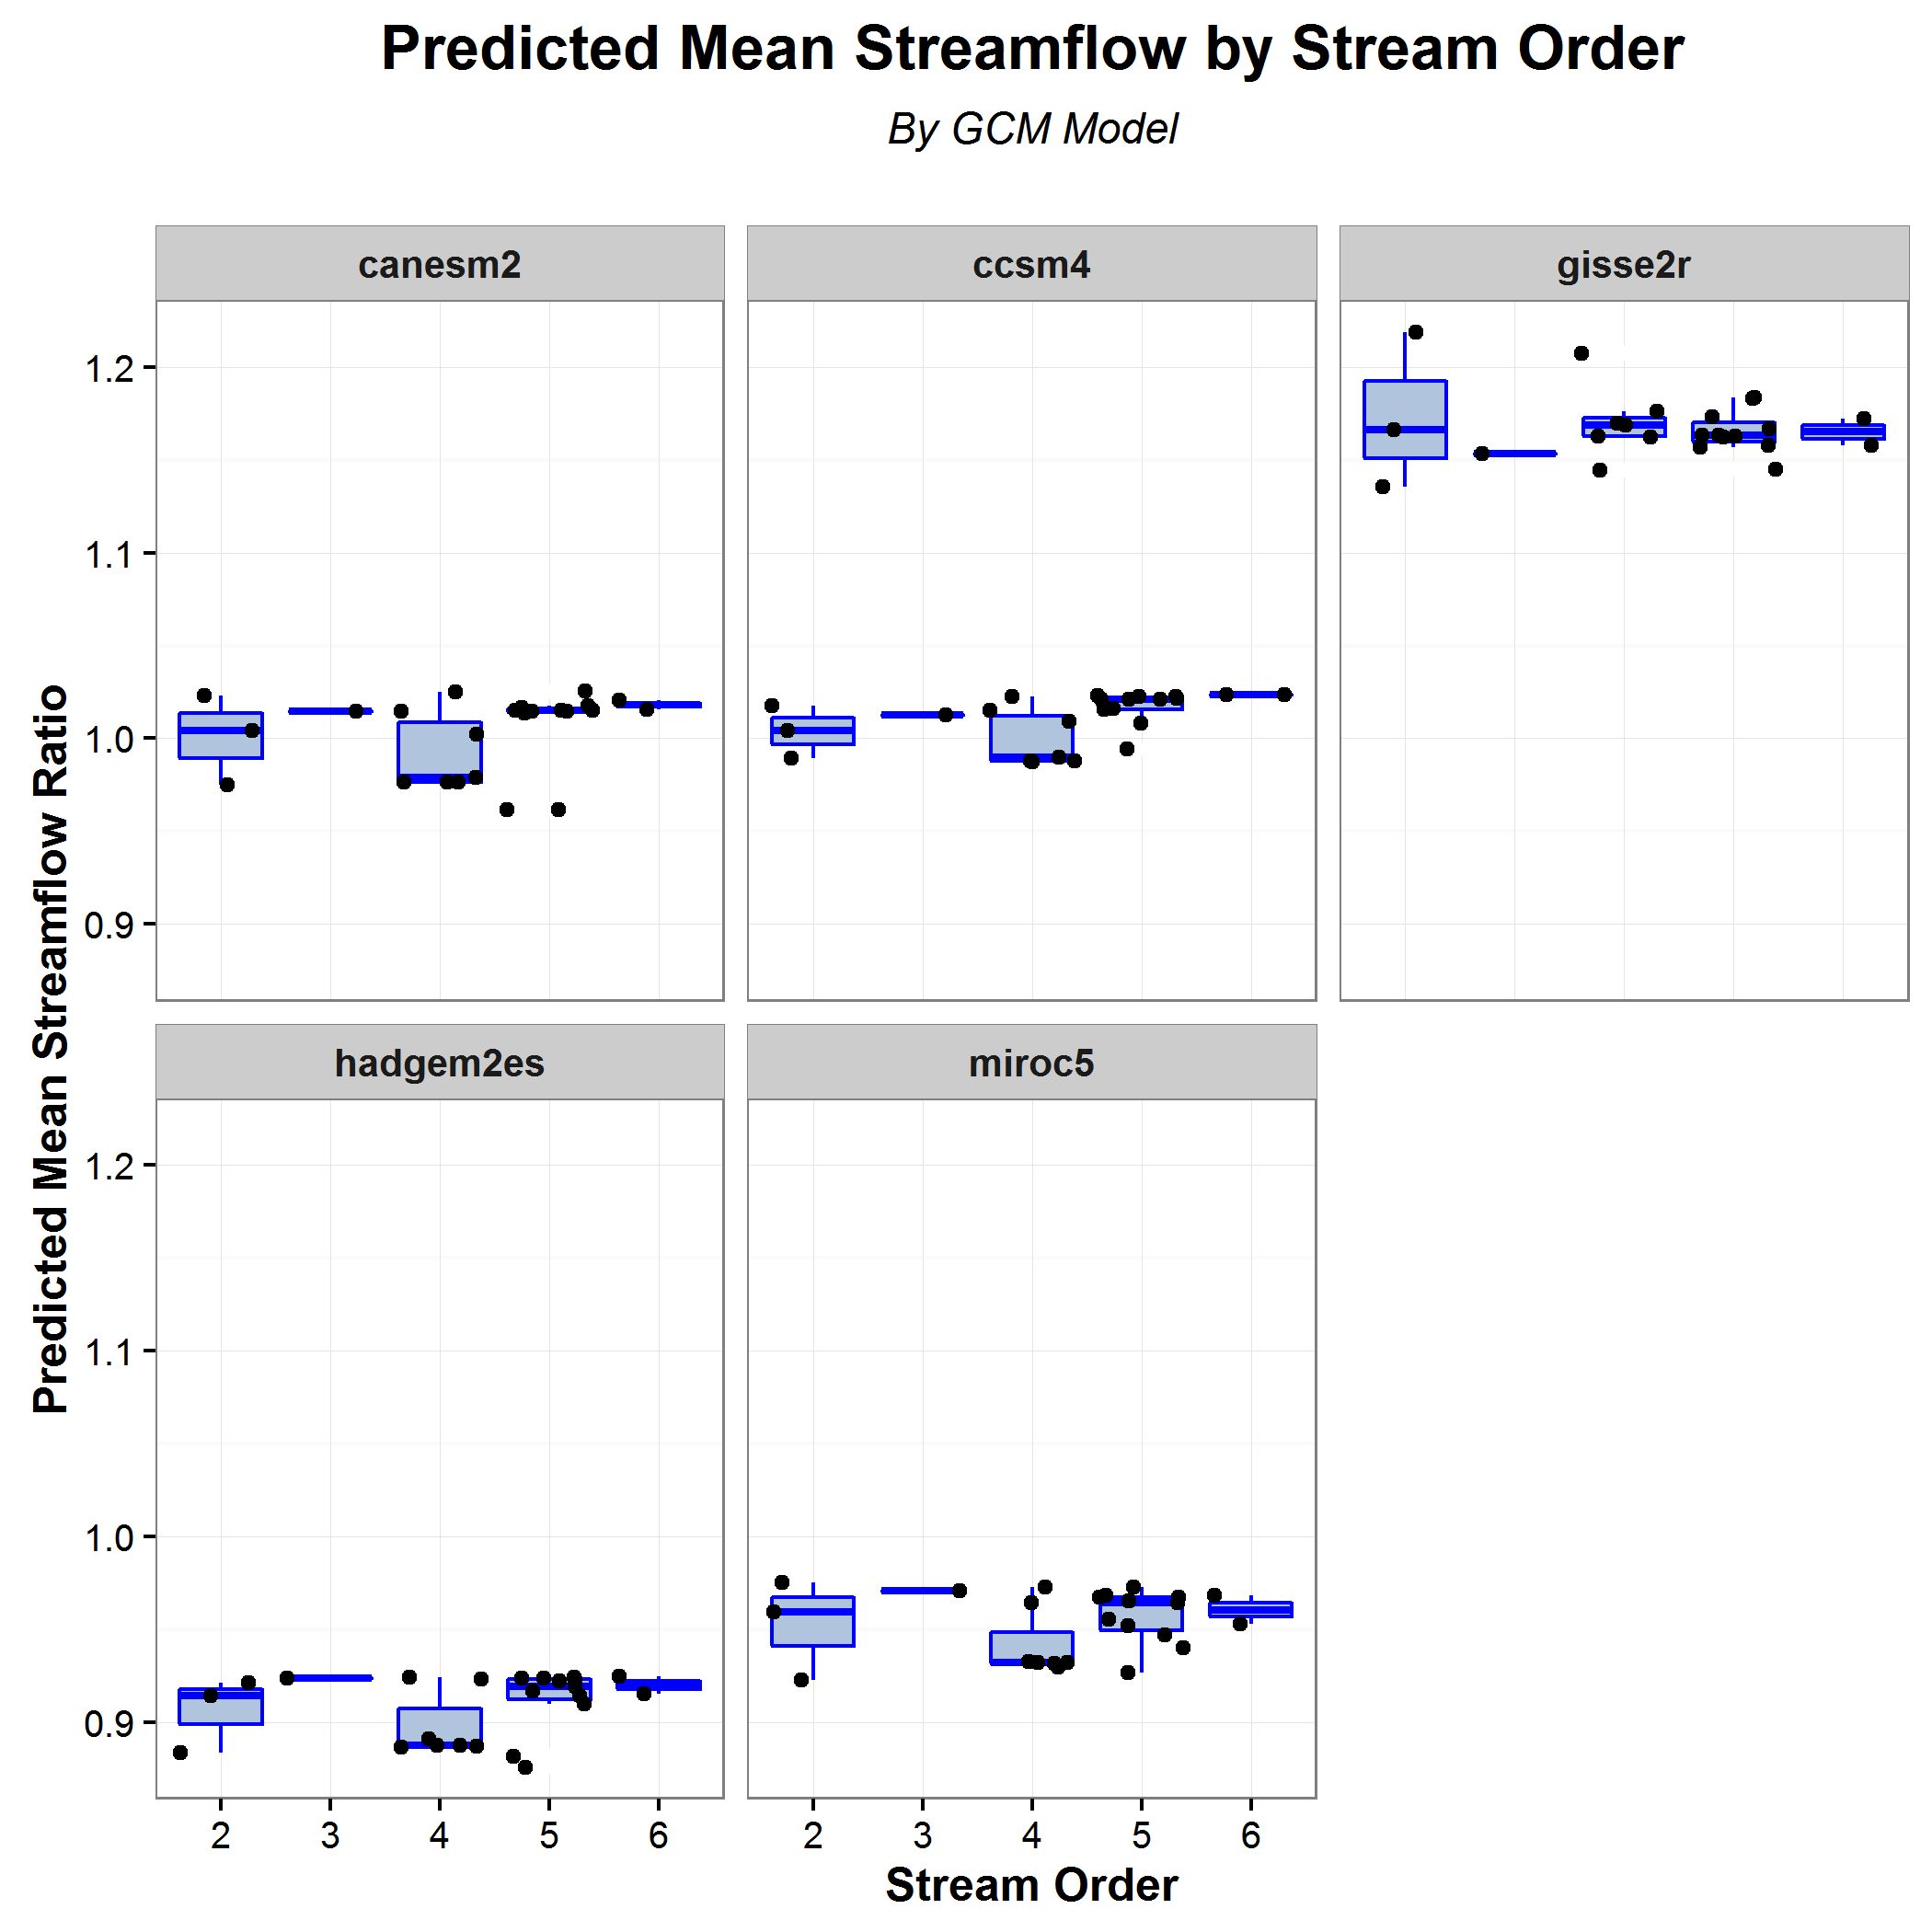 Predicted Mean Streamflow by Stream Order
By GCM Model
canesm2
ccsm4
gisse2r
1.2
1.1
1.0
0.9
Predicted Mean Streamflow Ratio
hadgem2es
miroc5
1.2
1.1
1.0
0.9
2 3 4 5 6
2 3 4 5 6
Stream Order